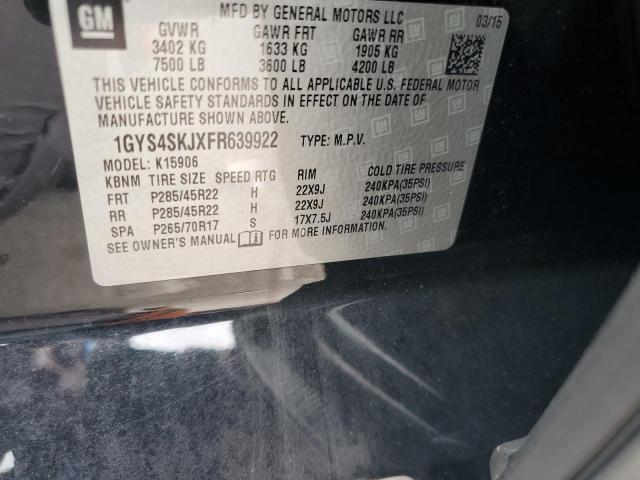 GM
MFD BY GENERAL MOTORS LLC
03/15
GVWR GAWR FRT GAWR RR
3402 KG 1633 KG 1905 KG
7500 LB 3600 LB 4200 LB
THIS VEHICLE CONFORMS TO ALL APPLICABLE U.S. FEDERAL MOTOR
VEHICLE SAFETY STANDARDS IN EFFECT ON THE DATE OF
MANUFACTURE SHOWN ABOVE.
1GYS4SKJXFR639922 TYPE: M.P.V.
MODEL: K15906
KBNM TIRE SIZE SPEED RTG RIM COLD TIRE PRESSURE
FRT P285/45R22 H 22X9J 240KPA(35PSI)
RR P285/45R22 H 22X9J 240KPA(35PSI)
SPA P265/70R17 S 17X7.5J 240KPA(35PSI)
SEE OWNER'S MANUAL FOR MORE INFORMATION.